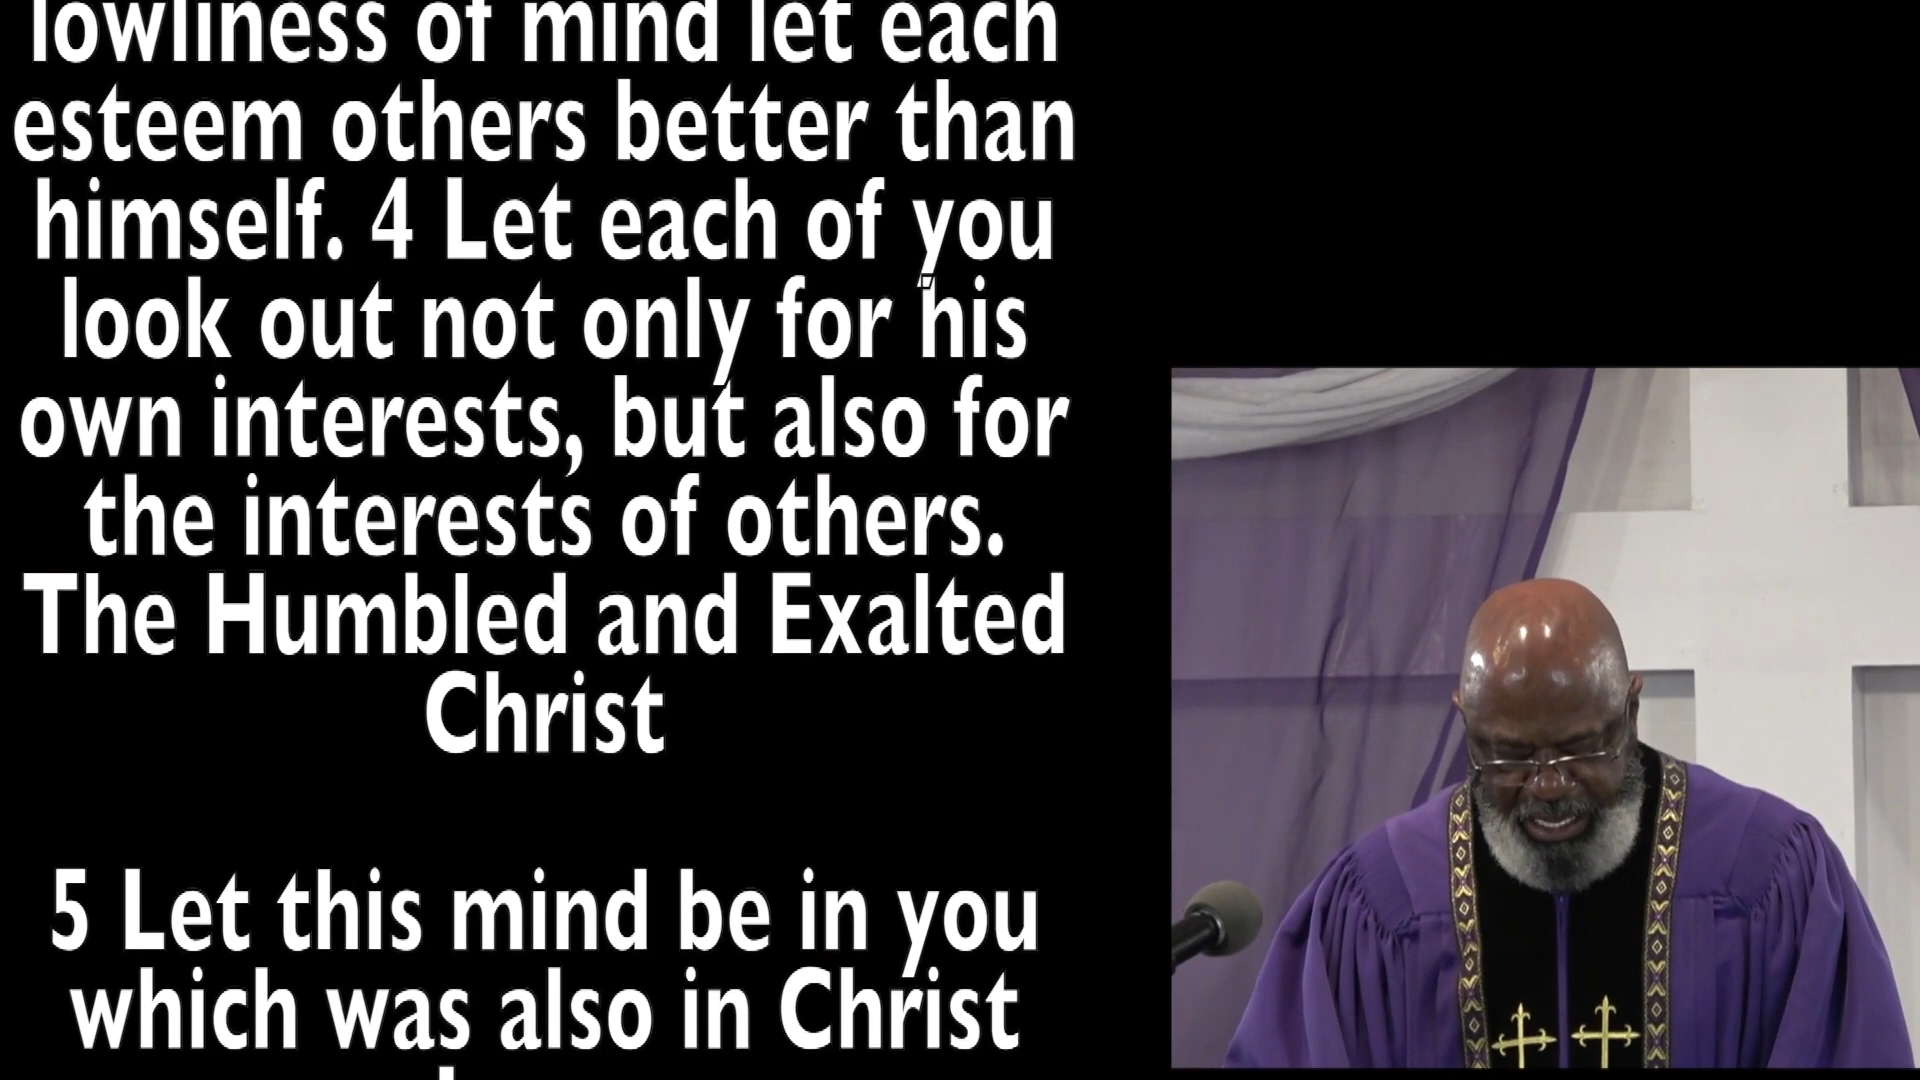 lowliness of mind let each
esteem others better than
himself. 4 Let each of you
look out not only for his
own interests, but also for
the interests of others.
The Humbled and Exalted
Christ
5 Let this mind be in you
which was also in Christ